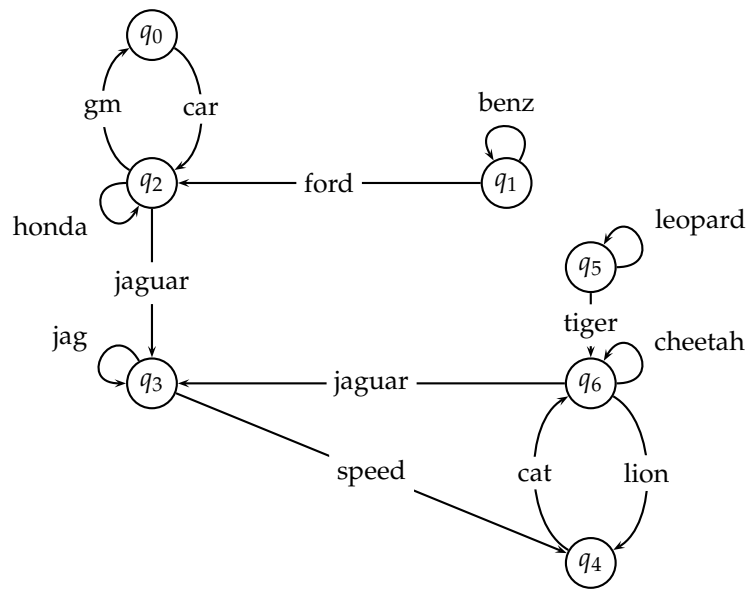 q0
gm
car
benz
q2
ford
q1
honda
leopard
q5
jaguar
tiger
jag
cheetah
q3
jaguar
q6
speed
cat
lion
q4